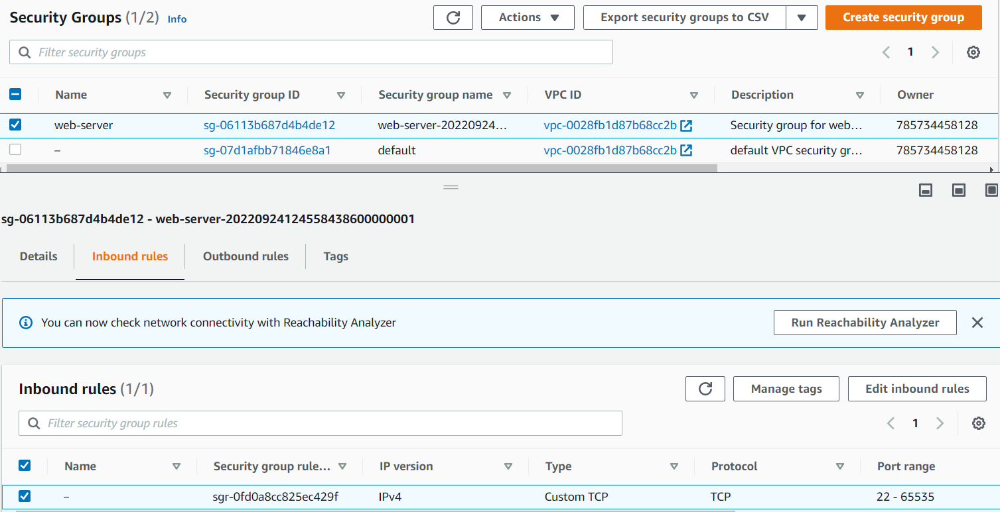 Security Groups (1/2) Info Actions Export security groups to CSV Create security group
Filter security groups 1
Name Security group ID Security group name VPC ID Description Owner
web-server sg-06113b687d4b4de12 web-server-20220924... vpc-0028fb1d87b68cc2b Security group for web... 785734458128
– sg-07d1afbb71846e8a1 default vpc-0028fb1d87b68cc2b default VPC security gr... 785734458128
sg-06113b687d4b4de12 - web-server-20220924124558438600000001
Details Inbound rules Outbound rules Tags
You can now check network connectivity with Reachability Analyzer Run Reachability Analyzer
Inbound rules (1/1) Manage tags Edit inbound rules
Filter security group rules 1
Name Security group rule... IP version Type Protocol Port range
– sgr-0fd0a8cc825ec429f IPv4 Custom TCP TCP 22 - 65535